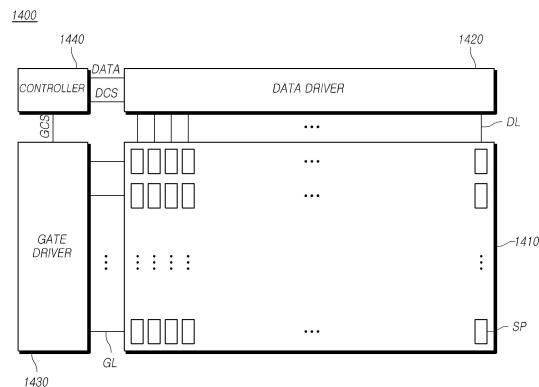 1400
1440
1420
CONTROLLER
DATA
DCS
DATA DRIVER
GCS
DL
GATE
DRIVER
1410
SP
GL
1430